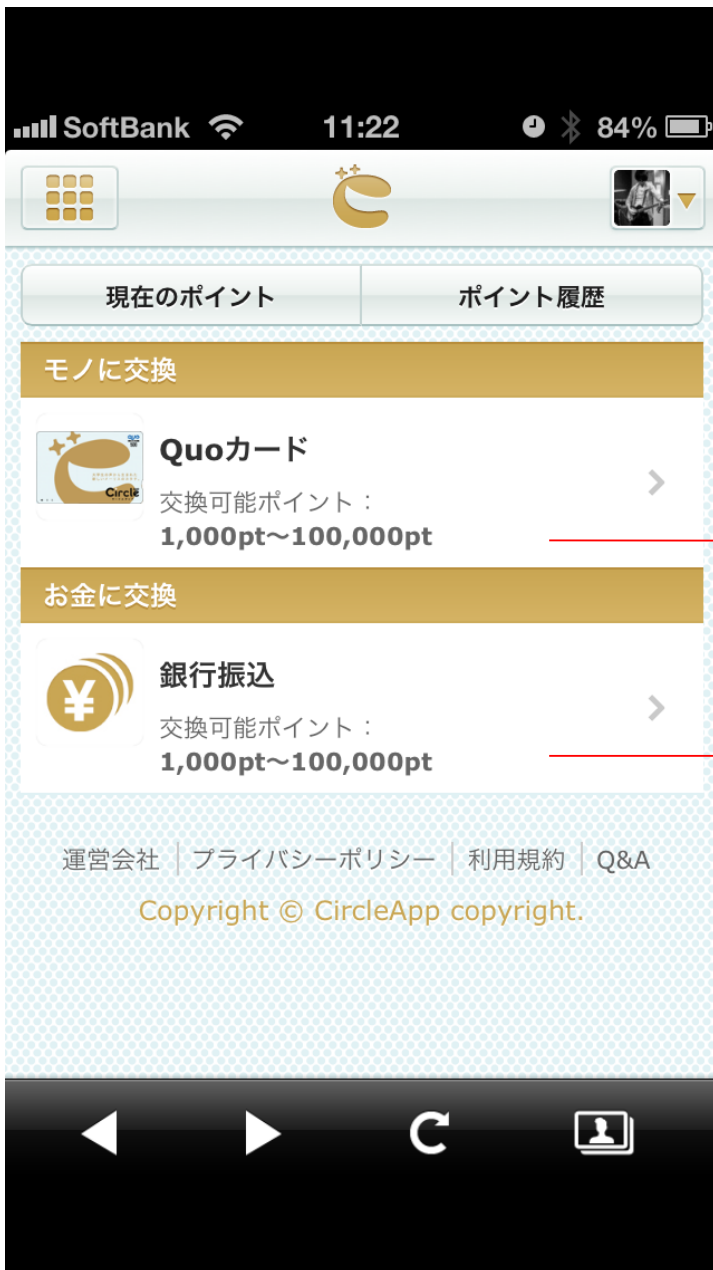 SoftBank 11:22 84%
現在のポイント ポイント履歴
モノに交換
Quoカード
quo
Circle
交換可能ポイント：
1,000pt〜100,000pt
お金に交換
¥
銀行振込
交換可能ポイント：
1,000pt〜100,000pt
運営会社 プライバシーポリシー 利用規約 Q&A
Copyright © CircleApp copyright.